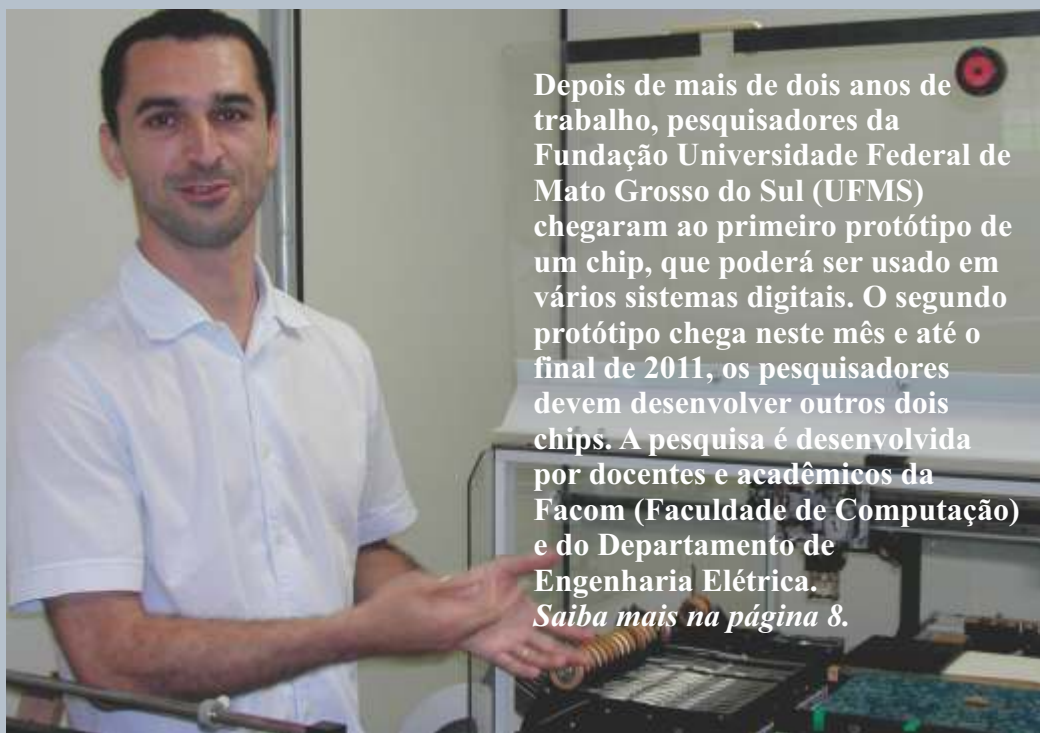 Depois de mais de dois anos de
trabalho, pesquisadores da
Fundação Universidade Federal de
Mato Grosso do Sul (UFMS)
chegaram ao primeiro protótipo de
um chip, que poderá ser usado em
vários sistemas digitais. O segundo
protótipo chega neste mês e até o
final de 2011, os pesquisadores
devem desenvolver outros dois
chips. A pesquisa é desenvolvida
por docentes e acadêmicos da
Facom (Faculdade de Computação)
e do Departamento de
Engenharia Elétrica.
Saiba mais na página 8.